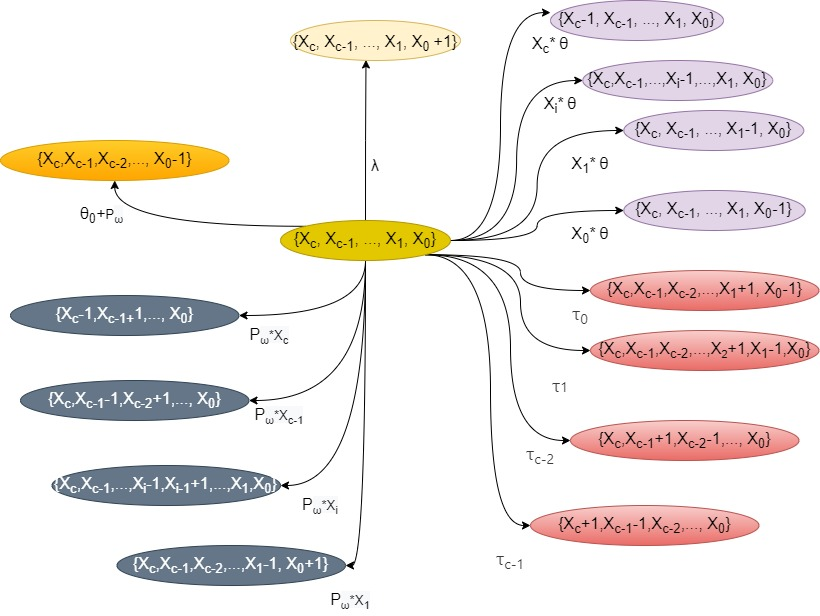 {Xc-1, Xc-1, ..., X1, X0}
{Xc, Xc-1, ..., X1, X0 +1}
Xc* θ
{Xc,Xc-1,...,Xi-1,...,X1, X0}
Xi* θ
{Xc, Xc-1, ..., X1-1, X0}
{Xc,Xc-1,Xc-2,..., X0-1}
λ
X1* θ
θ0+Pω
{Xc, Xc-1, ..., X1, X0-1}
X0* θ
{Xc, Xc-1, ..., X1, X0}
{Xc,Xc-1,Xc-2,...,X1+1, X0-1}
τ0
{Xc-1,Xc-1+1,..., X0}
Pω*Xc
{Xc,Xc-1,Xc-2,...,X2+1,X1-1,X0}
τ1
{Xc,Xc-1-1,Xc-2+1,..., X0}
Pω*Xc-1
{Xc,Xc-1+1,Xc-2-1,..., X0}
τc-2
{Xc,Xc-1,...,Xi-1,Xi-1+1,...,X1,X0}
Pω*Xi
{Xc+1,Xc-1-1,Xc-2,..., X0}
τc-1
{Xc,Xc-1,Xc-2,...,X1-1, X0+1}
Pω*X1